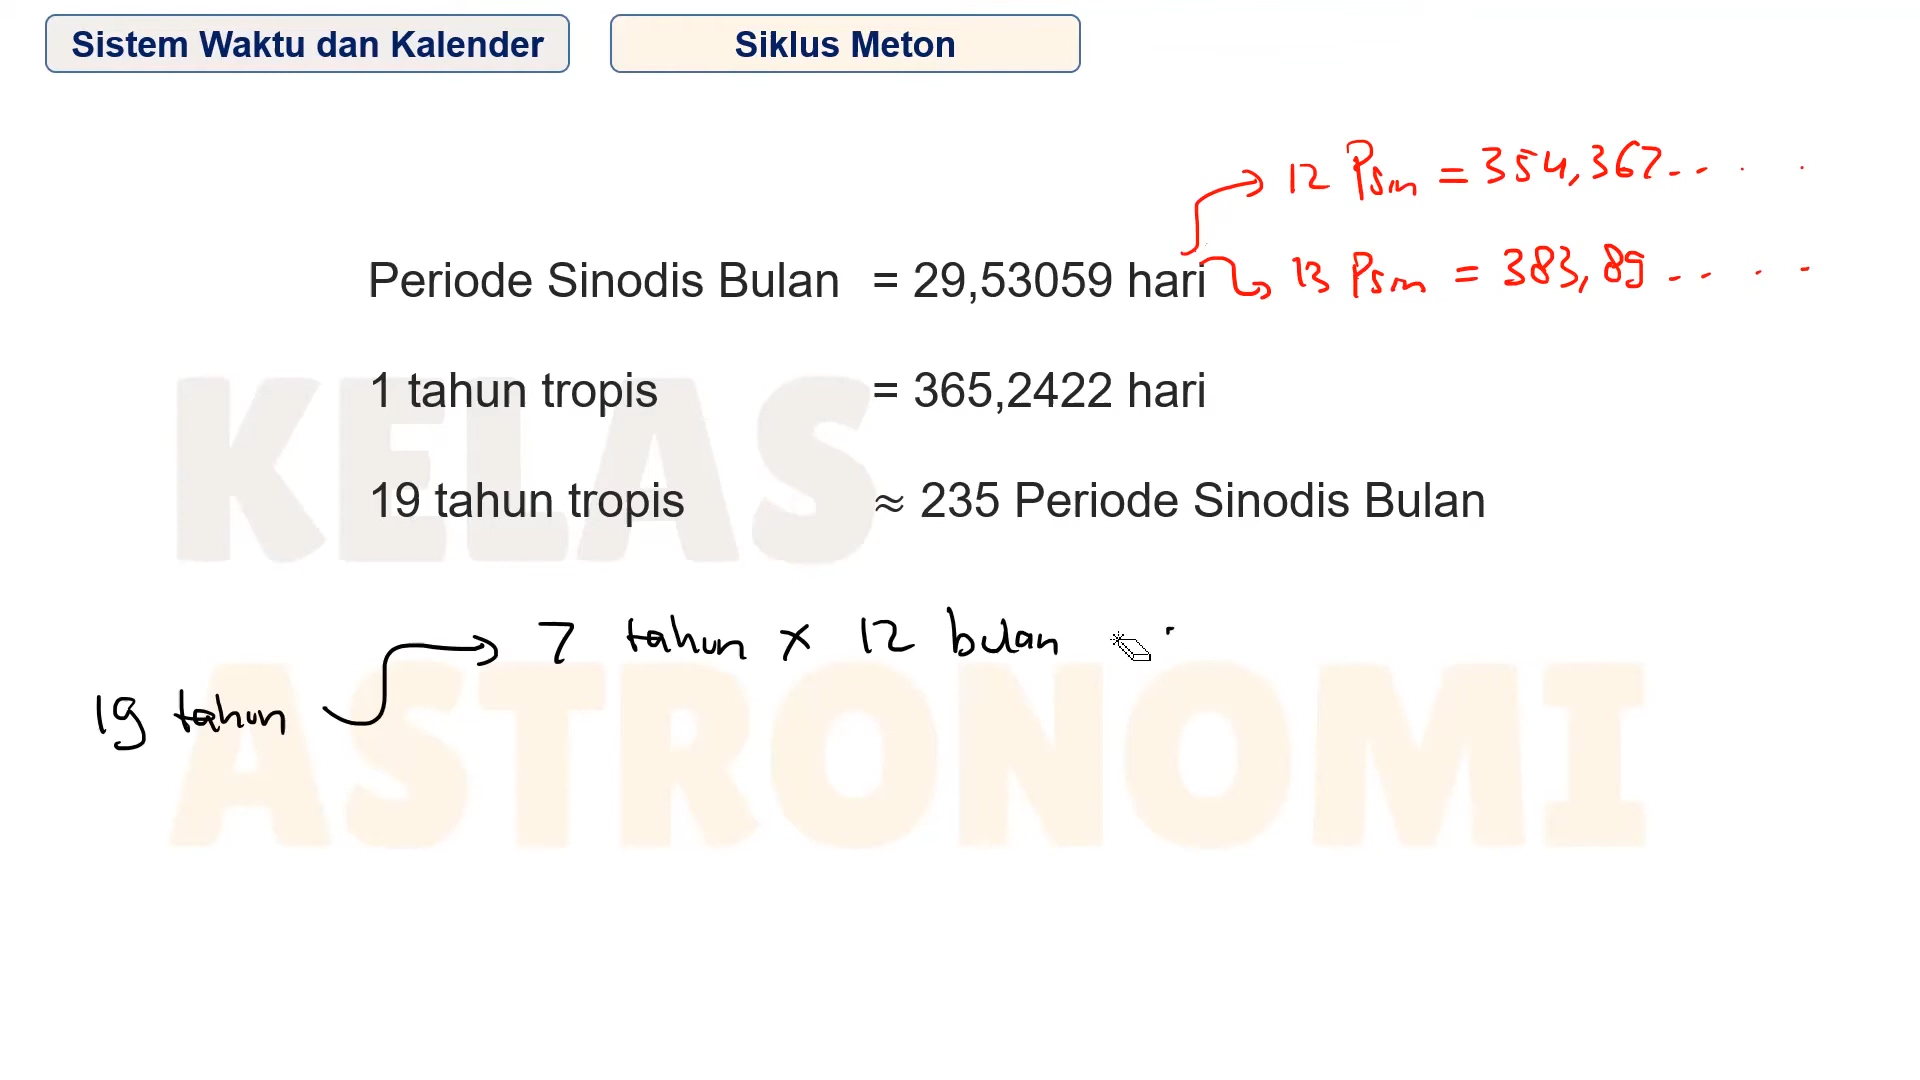 Sistem Waktu dan Kalender
Siklus Meton
12 Psm = 354,367.. . .
Periode Sinodis Bulan = 29,53059 hari
13 Psm = 383,89 . . . .
1 tahun tropis = 365,2422 hari
KELAS
19 tahun tropis ≈ 235 Periode Sinodis Bulan
7 tahun x 12 bulan
19 tahun
ASTRONOMI